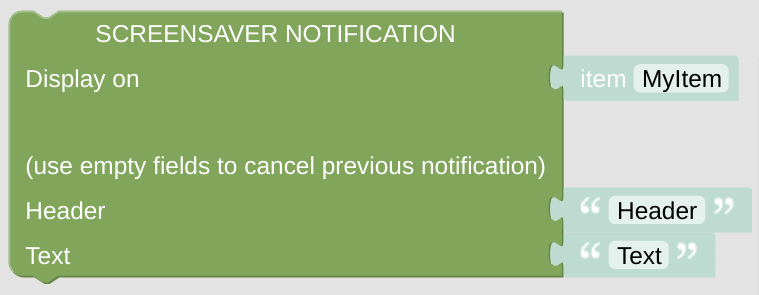 SCREENSAVER NOTIFICATION
Display on item MyItem
(use empty fields to cancel previous notification)
Header “ Header ”
Text “ Text ”